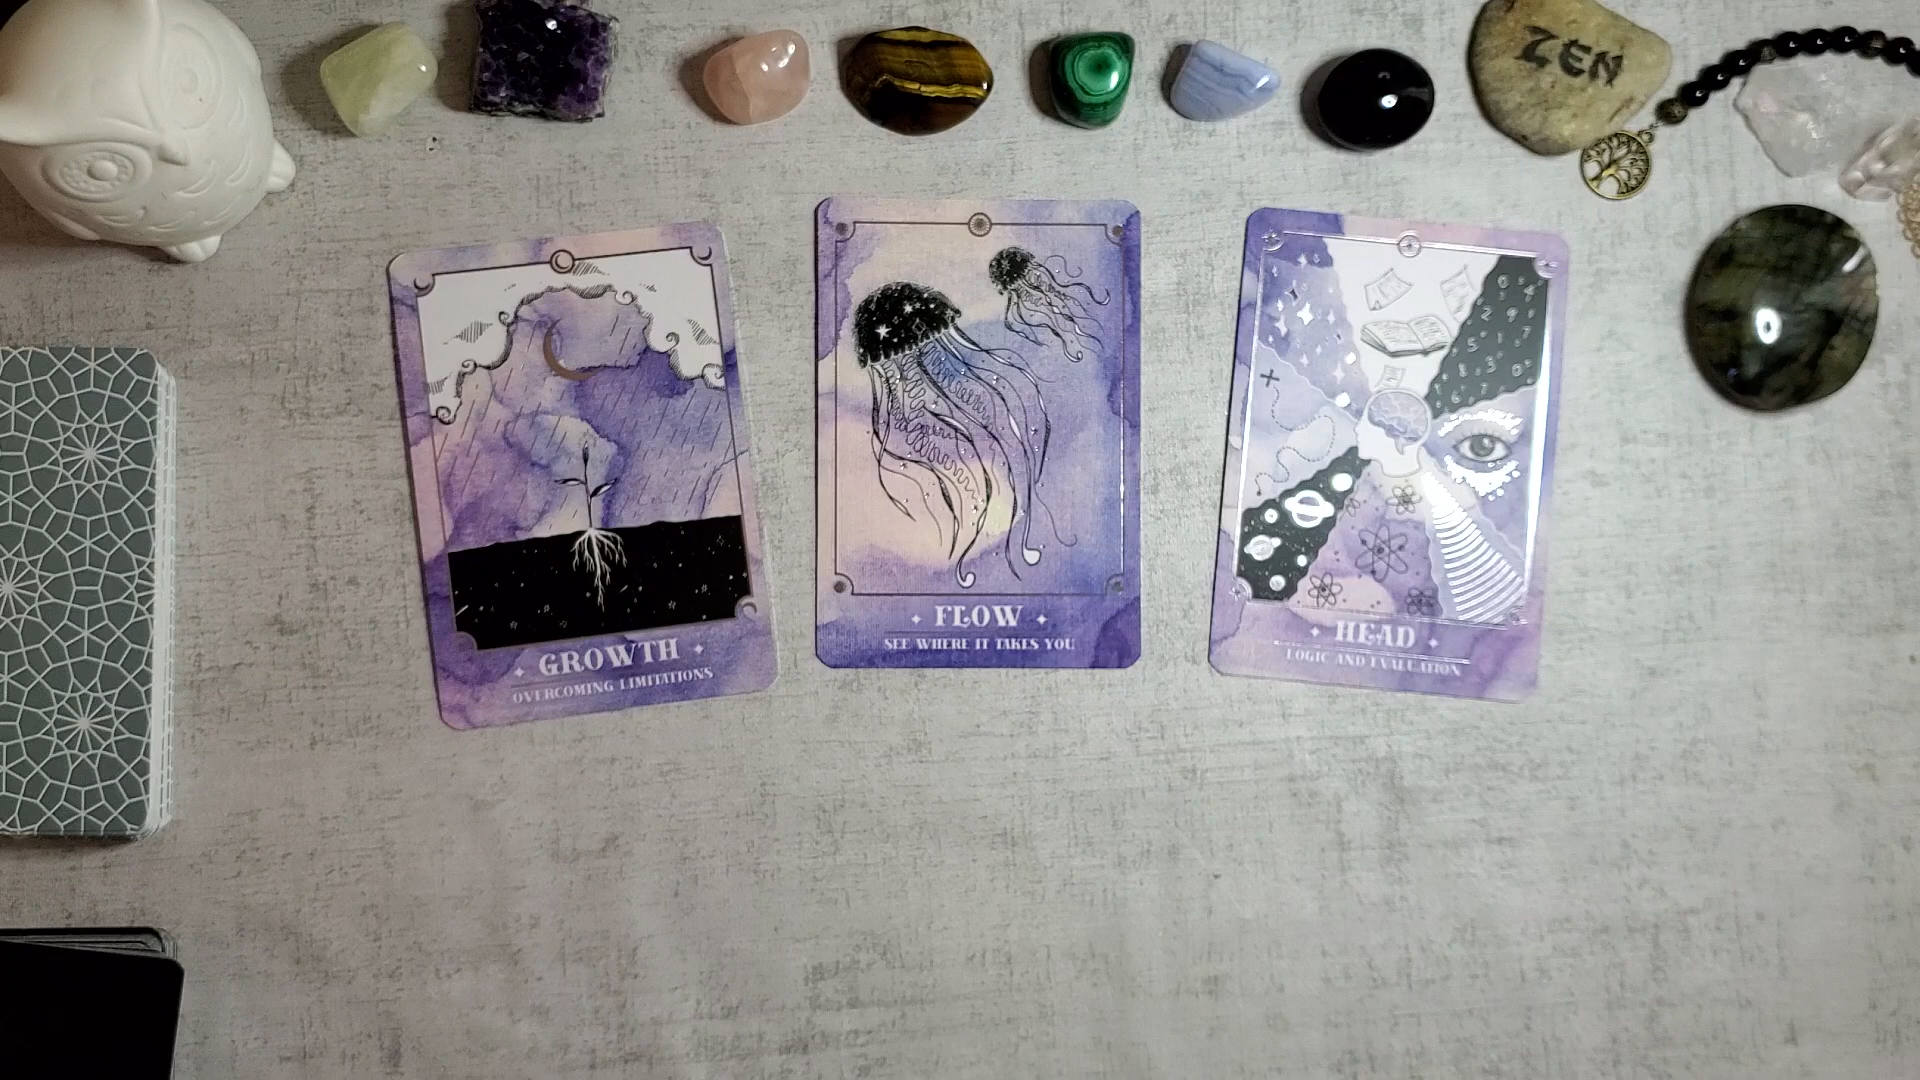 ZEN
GROWTH
OVERCOMING LIMITATIONS
FLOW
SEE WHERE IT TAKES YOU
HEAD
LOGIC AND EVALUATION